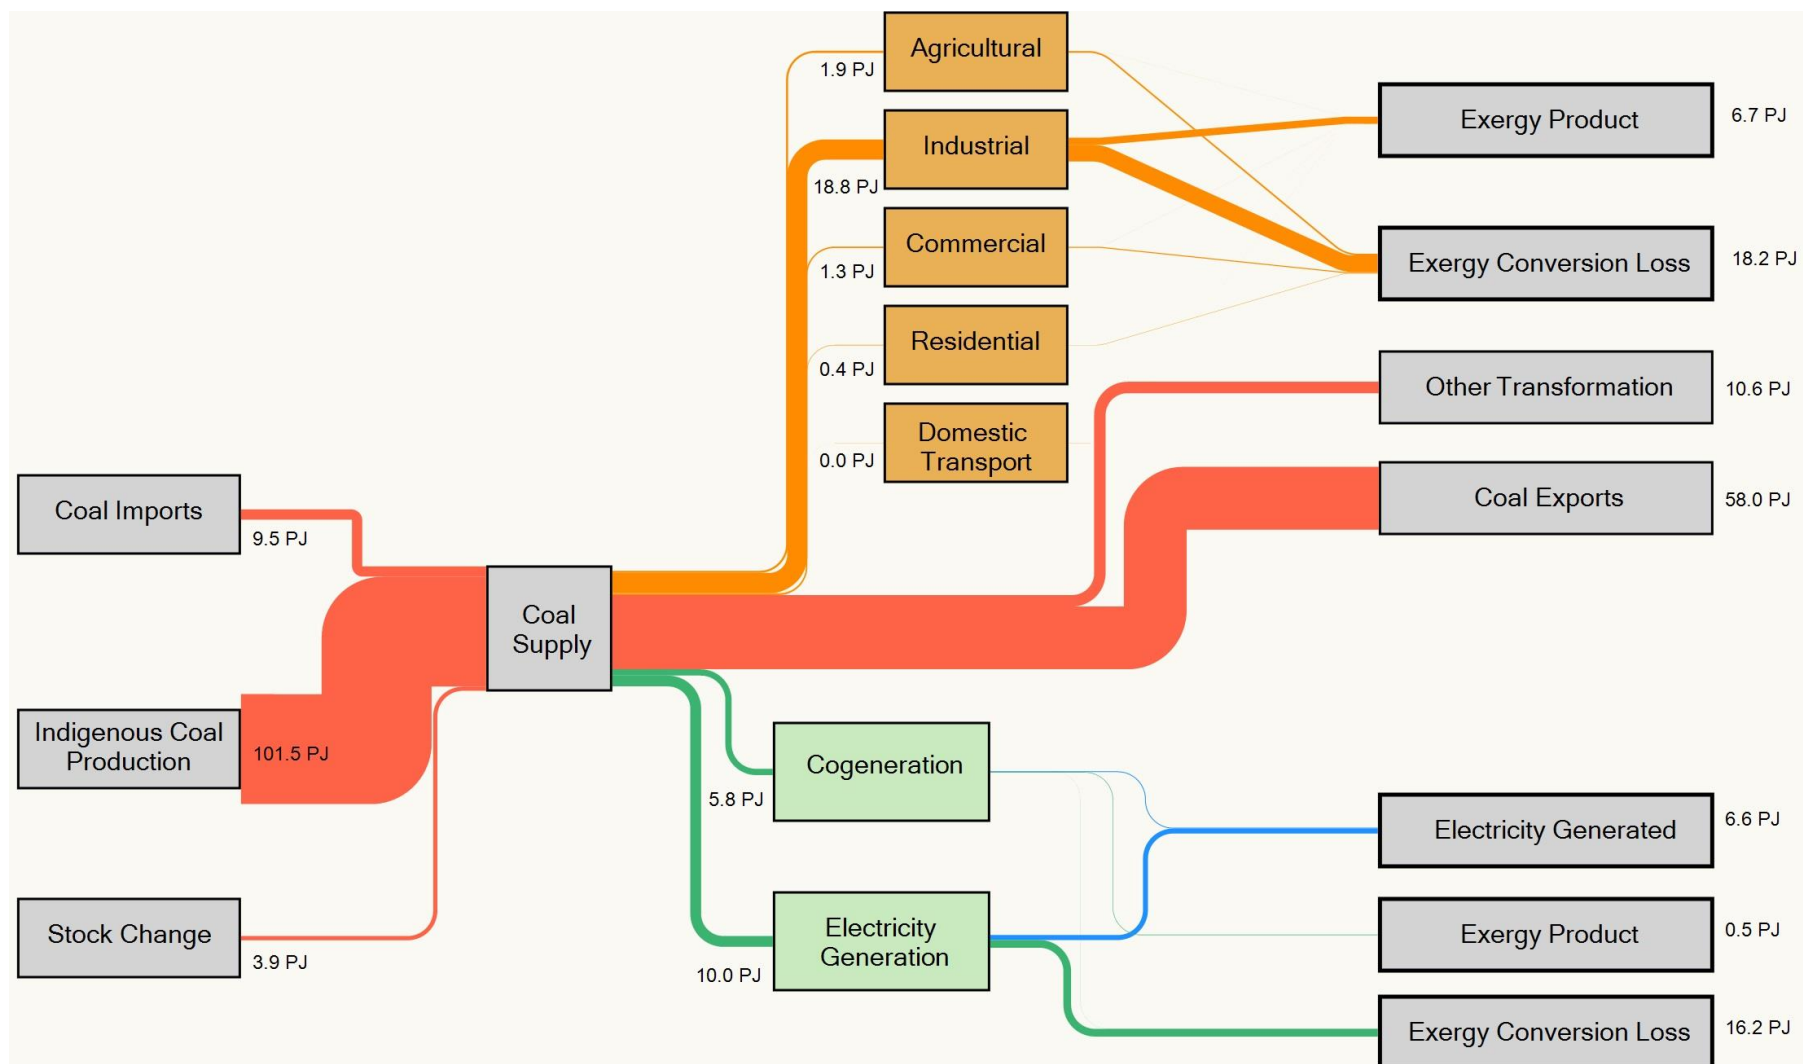 Agricultural
1.9 PJ
Industrial
18.8 PJ
Commercial
1.3 PJ
Residential
0.4 PJ
Domestic
Transport
0.0 PJ
Exergy Product
6.7 PJ
Exergy Conversion Loss
18.2 PJ
Other Transformation
10.6 PJ
Coal Exports
58.0 PJ
Coal Imports
9.5 PJ
Coal
Supply
Indigenous Coal
Production
101.5 PJ
Stock Change
3.9 PJ
Cogeneration
5.8 PJ
Electricity
Generation
10.0 PJ
Electricity Generated
6.6 PJ
Exergy Product
0.5 PJ
Exergy Conversion Loss
16.2 PJ